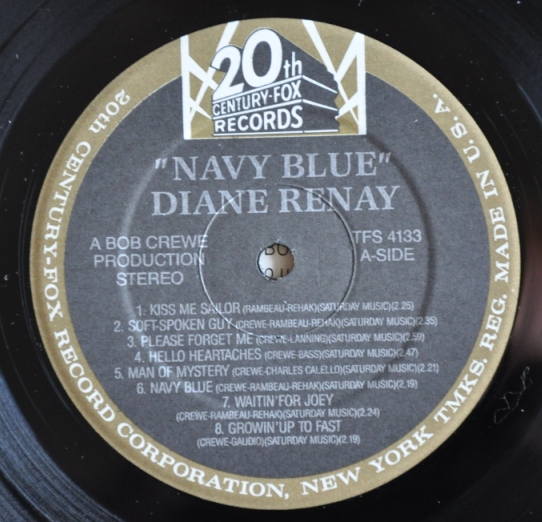 20th
CENTURY-FOX
RECORDS
"NAVY BLUE"
DIANE RENAY
A BOB CREWE
PRODUCTION
STEREO
TFS 4133
A-SIDE
1. KISS ME SAILOR (RAMBEAU-REHAK)(SATURDAY MUSIC)(2.25)
2. SOFT-SPOKEN GUY (CREWE-RAMBEAU-REHAK)(SATURDAY MUSIC)(2.35)
3. PLEASE FORGET ME (CREWE-LANNING)(SATURDAY MUSIC)(2.59)
4. HELLO HEARTACHES (CREWE-BASS)(SATURDAY MUSIC)(2.47)
5. MAN OF MYSTERY (CREWE-CHARLES CALELLO)(SATURDAY MUSIC)(2.21)
6. NAVY BLUE (CREWE-RAMBEAU-REHAK)(SATURDAY MUSIC)(2.19)
7. WAITIN'FOR JOEY
(CREWE-RAMBEAU-REHAK)(SATURDAY MUSIC)(2.24)
8. GROWIN'UP TO FAST
(CREWE-GAUDIO)(SATURDAY MUSIC)(2.19)
20th CENTURY-FOX RECORD CORPORATION, NEW YORK TMKS. REG. MADE IN U.S.A.